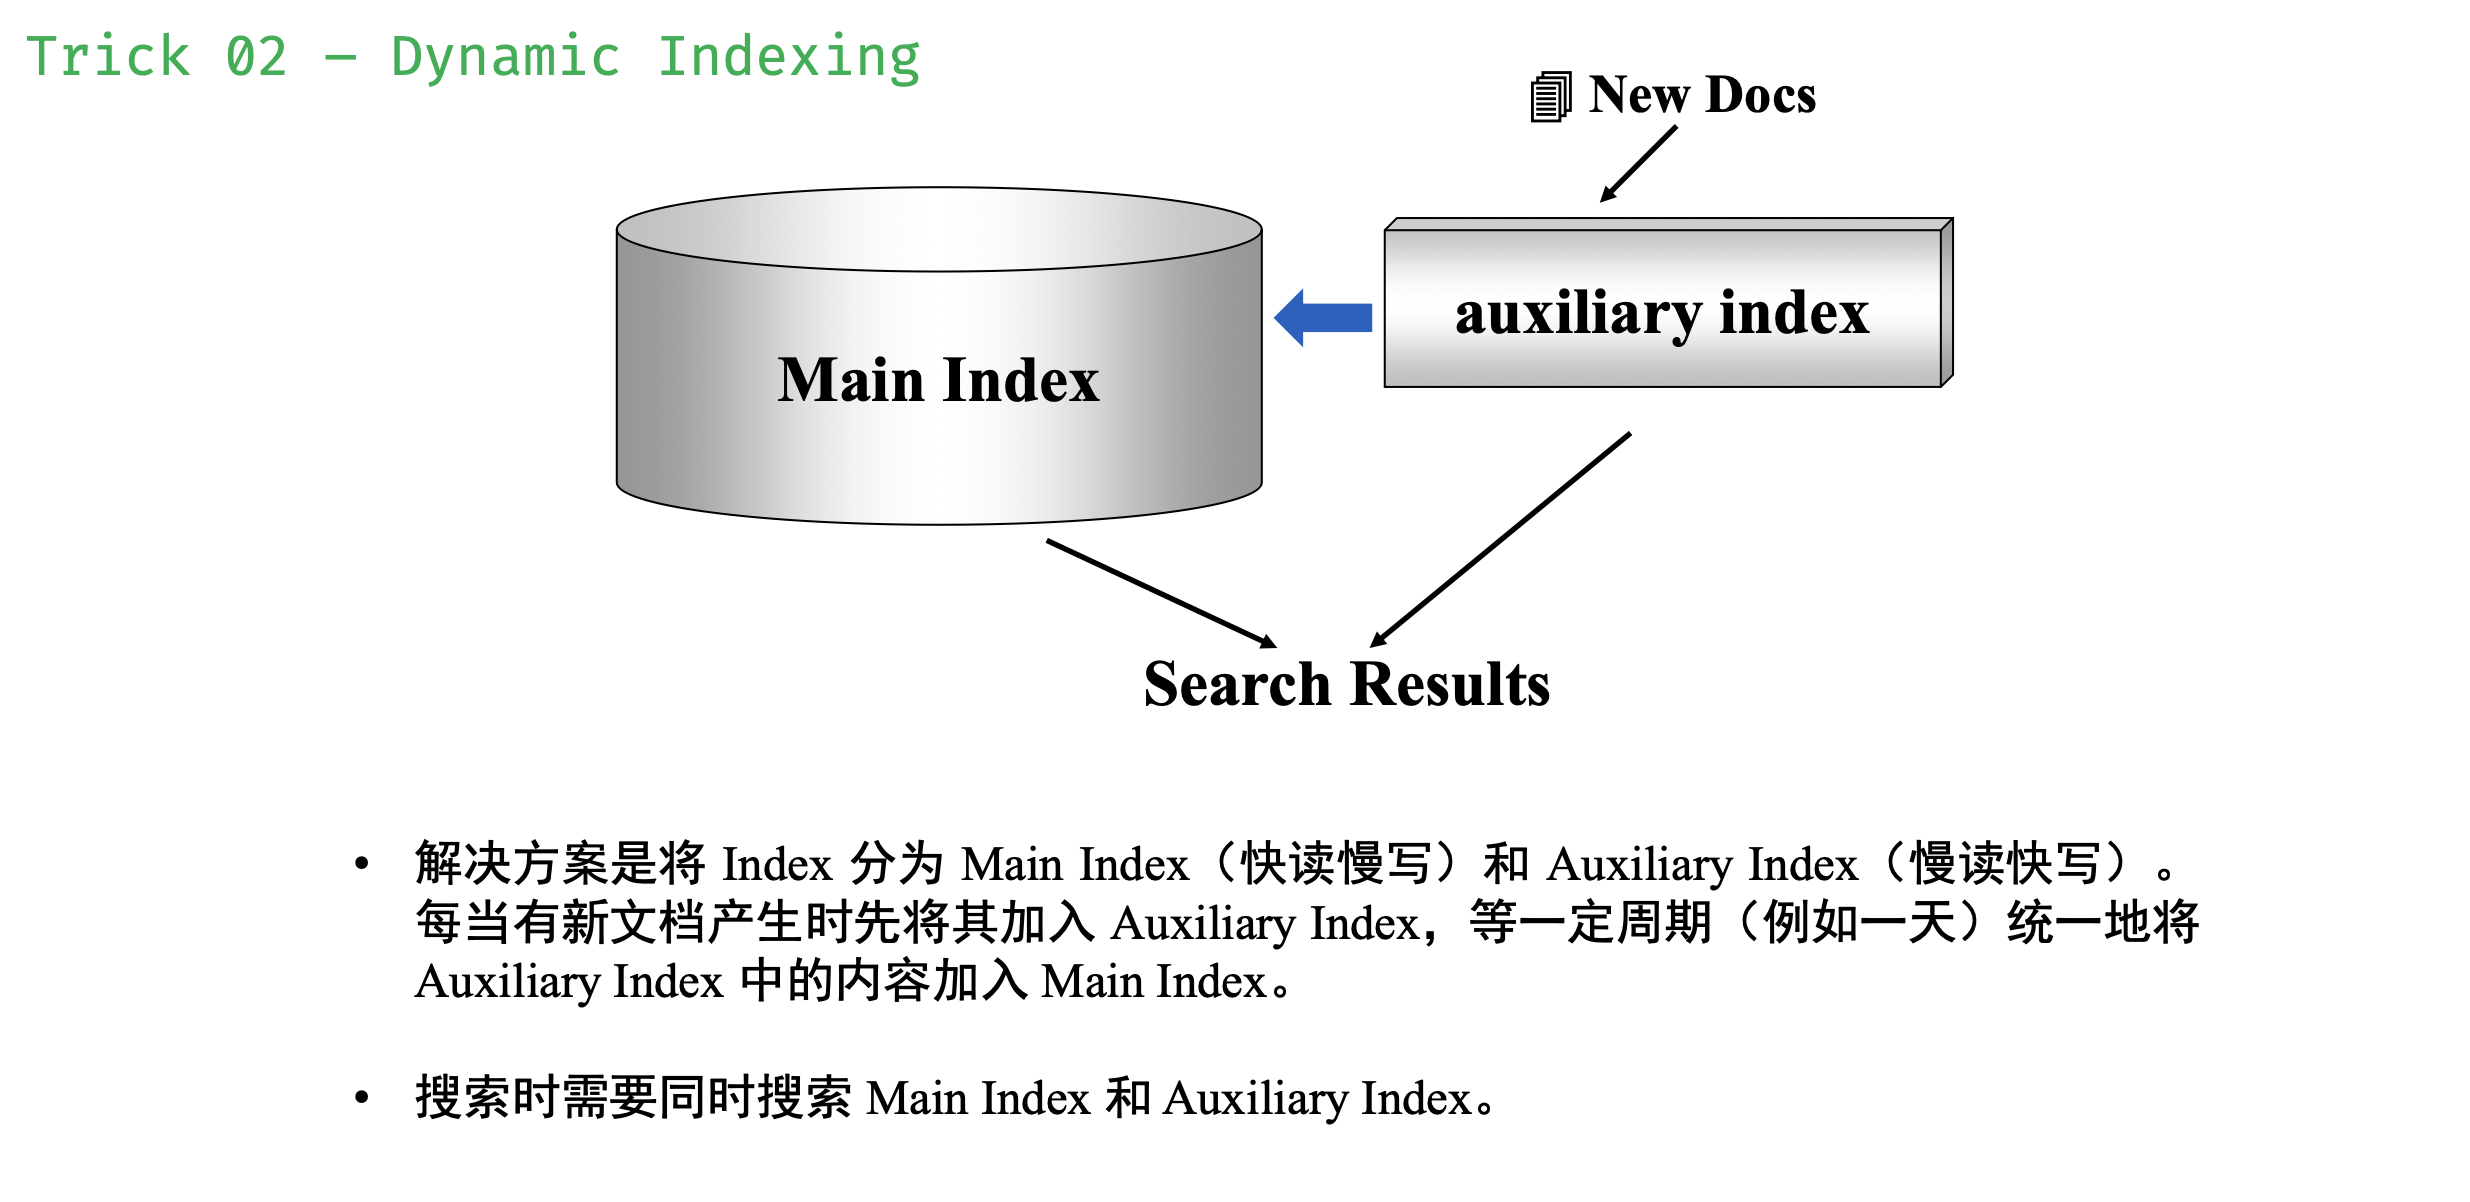 Trick 02 – Dynamic Indexing
New Docs
Main Index
auxiliary index
Search Results
• 解决方案是将 Index 分为 Main Index（快读慢写）和 Auxiliary Index（慢读快写）。
每当有新文档产生时先将其加入 Auxiliary Index，等一定周期（例如一天）统一地将
Auxiliary Index 中的内容加入 Main Index。
• 搜索时需要同时搜索 Main Index 和 Auxiliary Index。